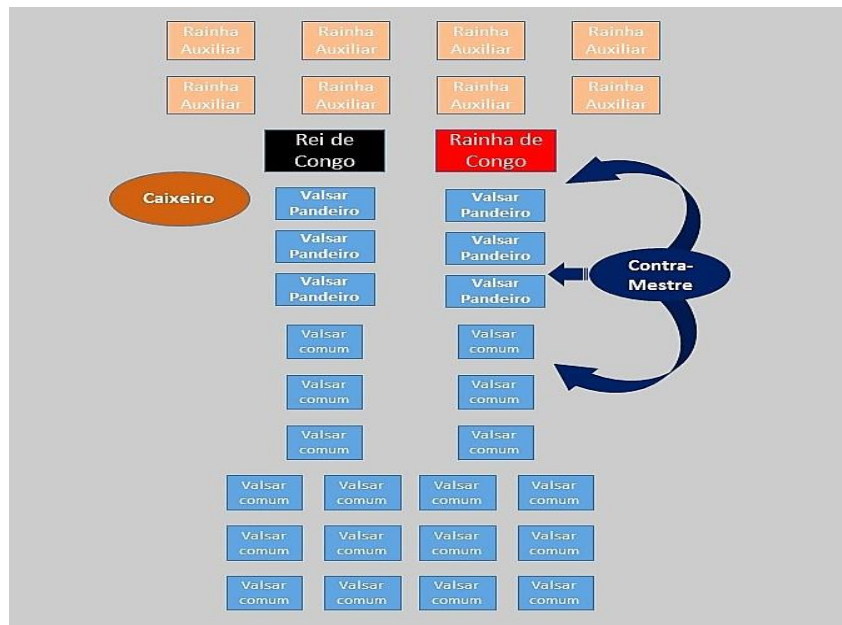 Rainha
Auxiliar
Rainha
Auxiliar
Rainha
Auxiliar
Rainha
Auxiliar
Rainha
Auxiliar
Rainha
Auxiliar
Rainha
Auxiliar
Rainha
Auxiliar
Rei de
Congo
Rainha de
Congo
Caixeiro
Valsar
Pandeiro
Valsar
Pandeiro
Valsar
Pandeiro
Valsar
Pandeiro
Valsar
Pandeiro
Valsar
Pandeiro
Contra-
Mestre
Valsar
comum
Valsar
comum
Valsar
comum
Valsar
comum
Valsar
comum
Valsar
comum
Valsar
comum
Valsar
comum
Valsar
comum
Valsar
comum
Valsar
comum
Valsar
comum
Valsar
comum
Valsar
comum
Valsar
comum
Valsar
comum
Valsar
comum
Valsar
comum